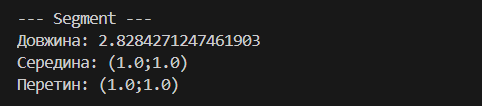 --- Segment ---
Довжина: 2.8284271247461903
Середина: (1.0;1.0)
Перетин: (1.0;1.0)